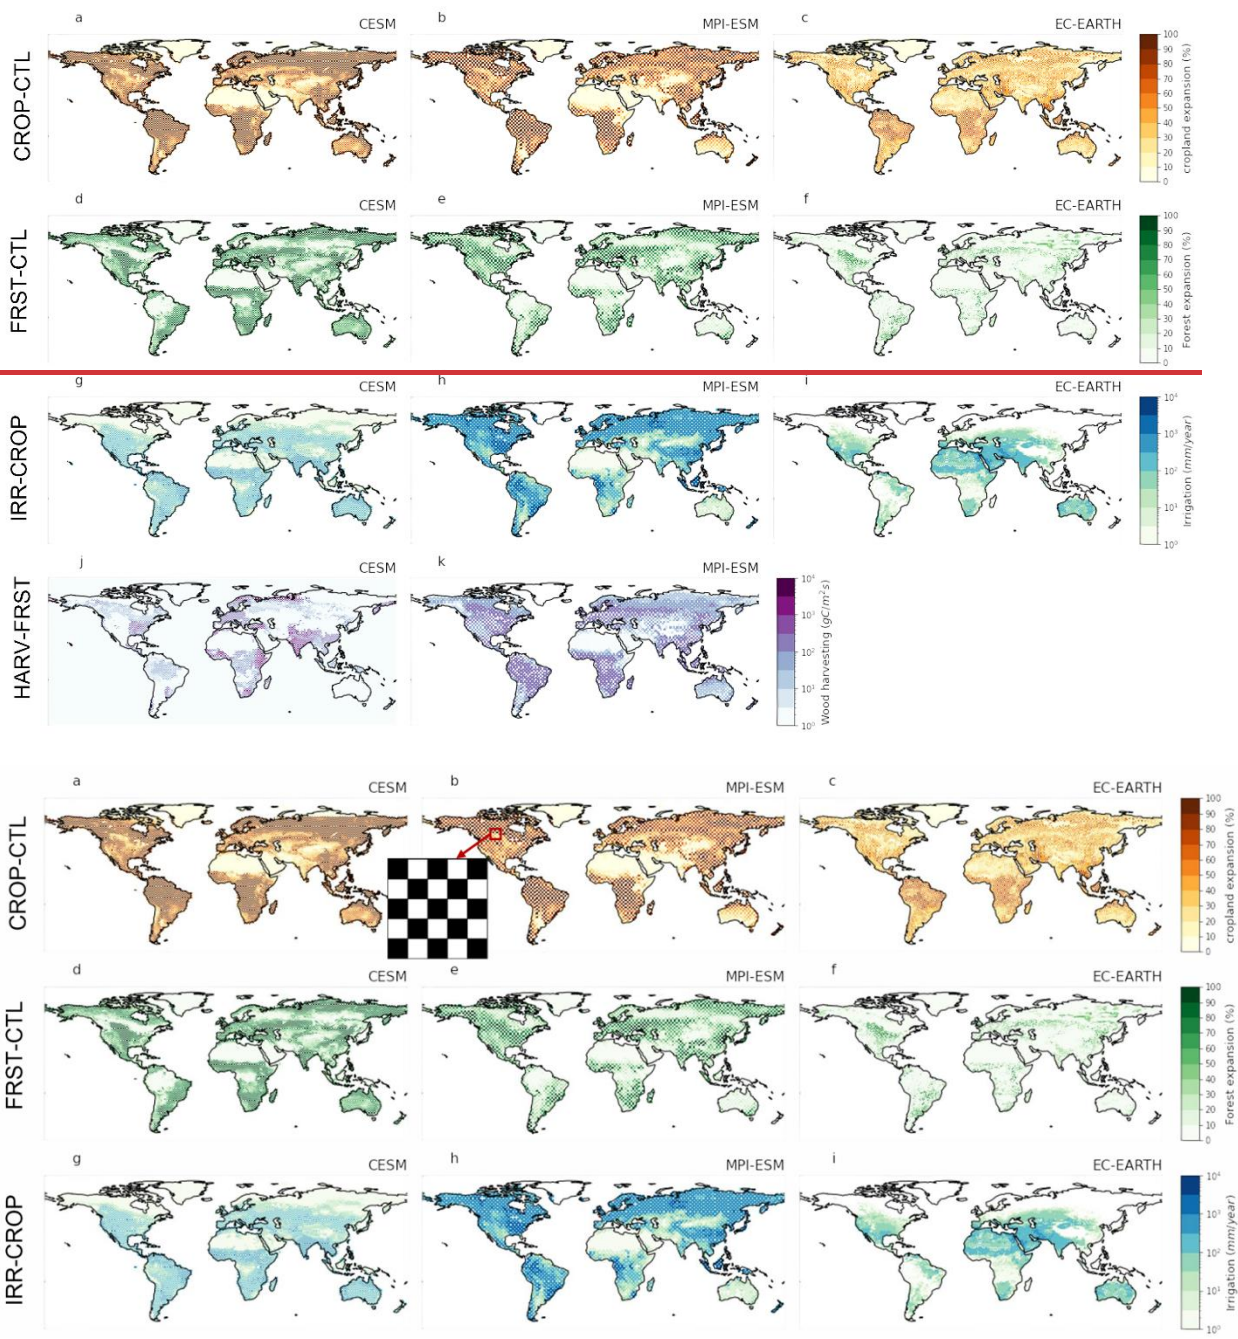 a CESM b MPI-ESM c EC-EARTH
CROP-CTL
100
90
80
70
60
50
40
30
20
10
0
cropland expansion (%)
d CESM e MPI-ESM f EC-EARTH
FRST-CTL
100
90
80
70
60
50
40
30
20
10
0
Forest expansion (%)
g CESM h MPI-ESM i EC-EARTH
IRR-CROP
10⁴
10³
10²
10¹
10⁰
Irrigation (mm/year)
j CESM k MPI-ESM
HARV-FRST
10⁴
10³
10²
10¹
10⁰
Wood harvesting (gC/m²s)
a CESM b MPI-ESM c EC-EARTH
CROP-CTL
100
90
80
70
60
50
40
30
20
10
0
cropland expansion (%)
d CESM e MPI-ESM f EC-EARTH
FRST-CTL
100
90
80
70
60
50
40
30
20
10
0
Forest expansion (%)
g CESM h MPI-ESM i EC-EARTH
IRR-CROP
10⁴
10³
10²
10¹
10⁰
Irrigation (mm/year)